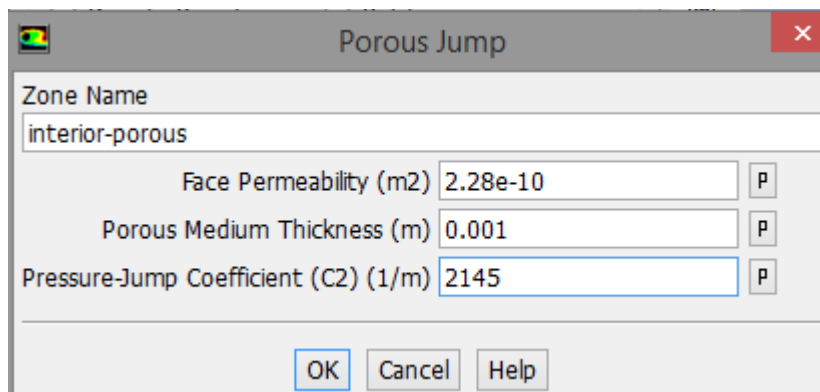 Porous Jump
Zone Name
interior-porous
Face Permeability (m2) 2.28e-10 P
Porous Medium Thickness (m) 0.001 P
Pressure-Jump Coefficient (C2) (1/m) 2145 P
OK Cancel Help